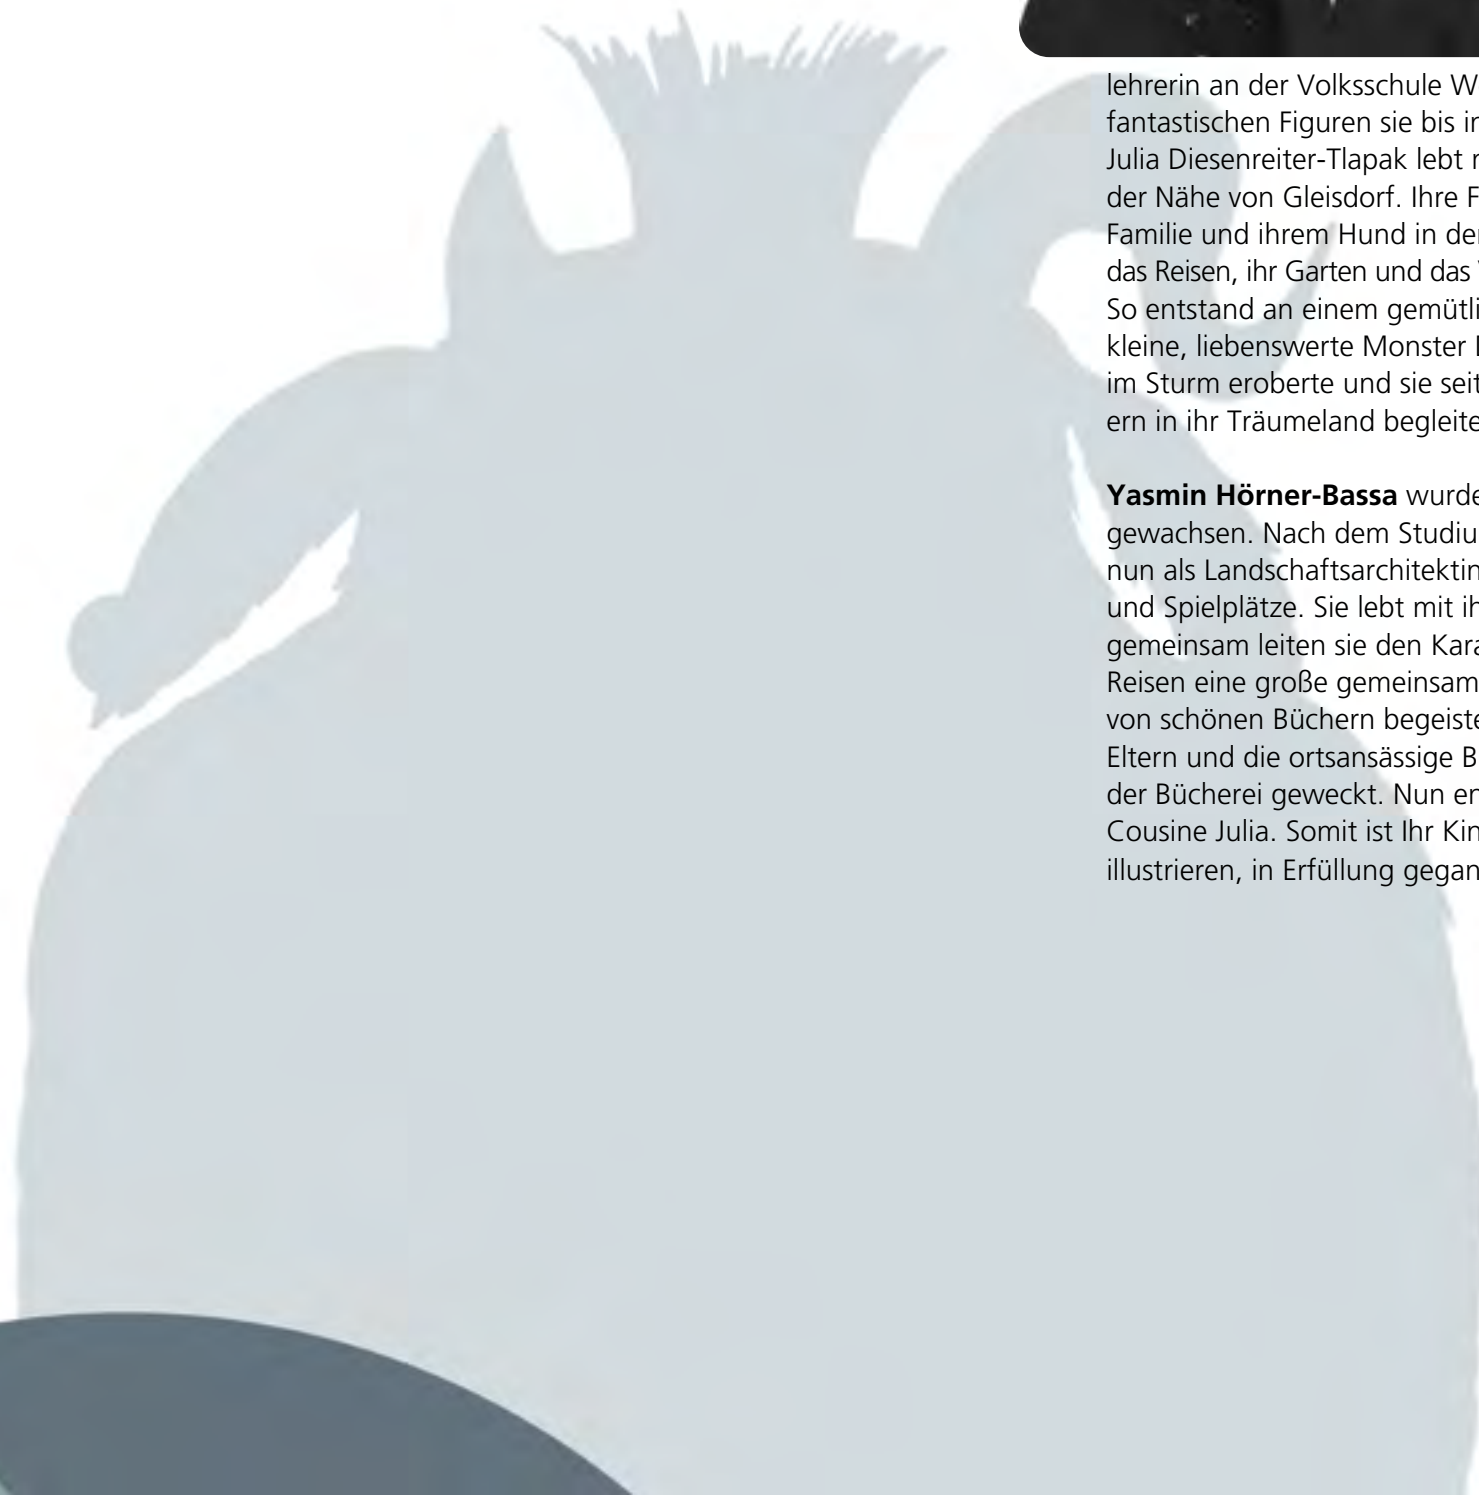 lehrerin an der Volksschule W
fantastischen Figuren sie bis in
Julia Diesenreiter-Tlapak lebt
der Nähe von Gleisdorf. Ihre F
Familie und ihrem Hund in de
das Reisen, ihr Garten und das
So entstand an einem gemütli
kleine, liebenswerte Monster
im Sturm eroberte und sie seit
ern in ihr Träumeland begleite

Yasmin Hörner-Bassa wurde
gewachsen. Nach dem Studiu
nun als Landschaftsarchitektin
und Spielplätze. Sie lebt mit ih
gemeinsam leiten sie den Kara
Reisen eine große gemeinsam
von schönen Büchern begeiste
Eltern und die ortsansässige B
der Bücherei geweckt. Nun en
Cousine Julia. Somit ist Ihr Kin
illustrieren, in Erfüllung gegan